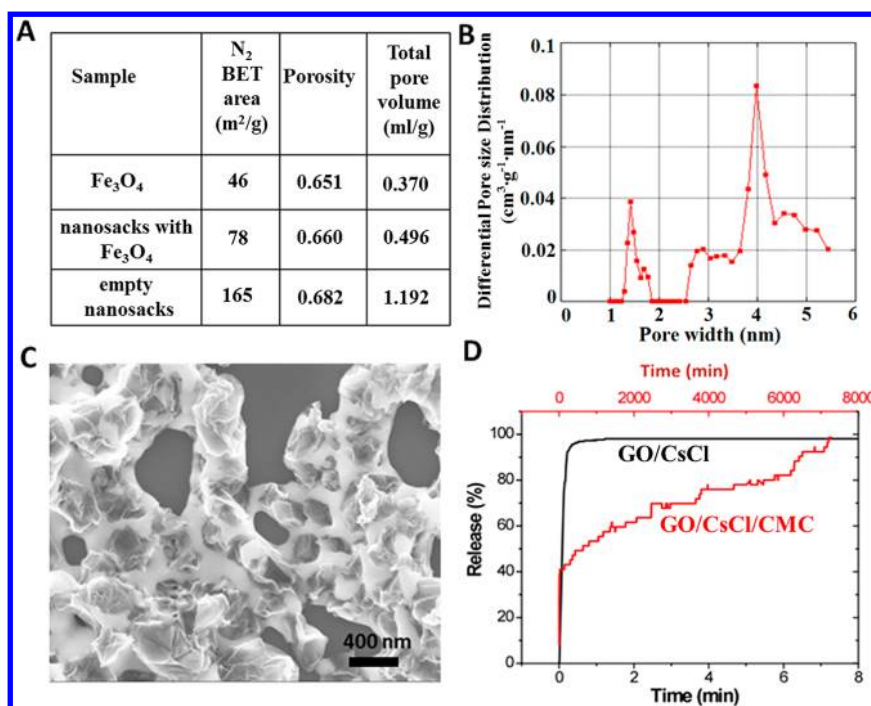 A
Sample
N2
BET
area
(m2/g)
Porosity
Total
pore
volume
(ml/g)
Fe3O4
46
0.651
0.370
nanosacks with
Fe3O4
78
0.660
0.496
empty
nanosacks
165
0.682
1.192
B
Differential Pore size Distribution
(cm3·g-1·nm-1)
0.1
0.08
0.06
0.04
0.02
0
0 1 2 3 4 5 6
Pore width (nm)
C
400 nm
D
Time (min)
0 2000 4000 6000 8000
Release (%)
100
80
60
40
20
0
GO/CsCl
GO/CsCl/CMC
0 2 4 6 8
Time (min)